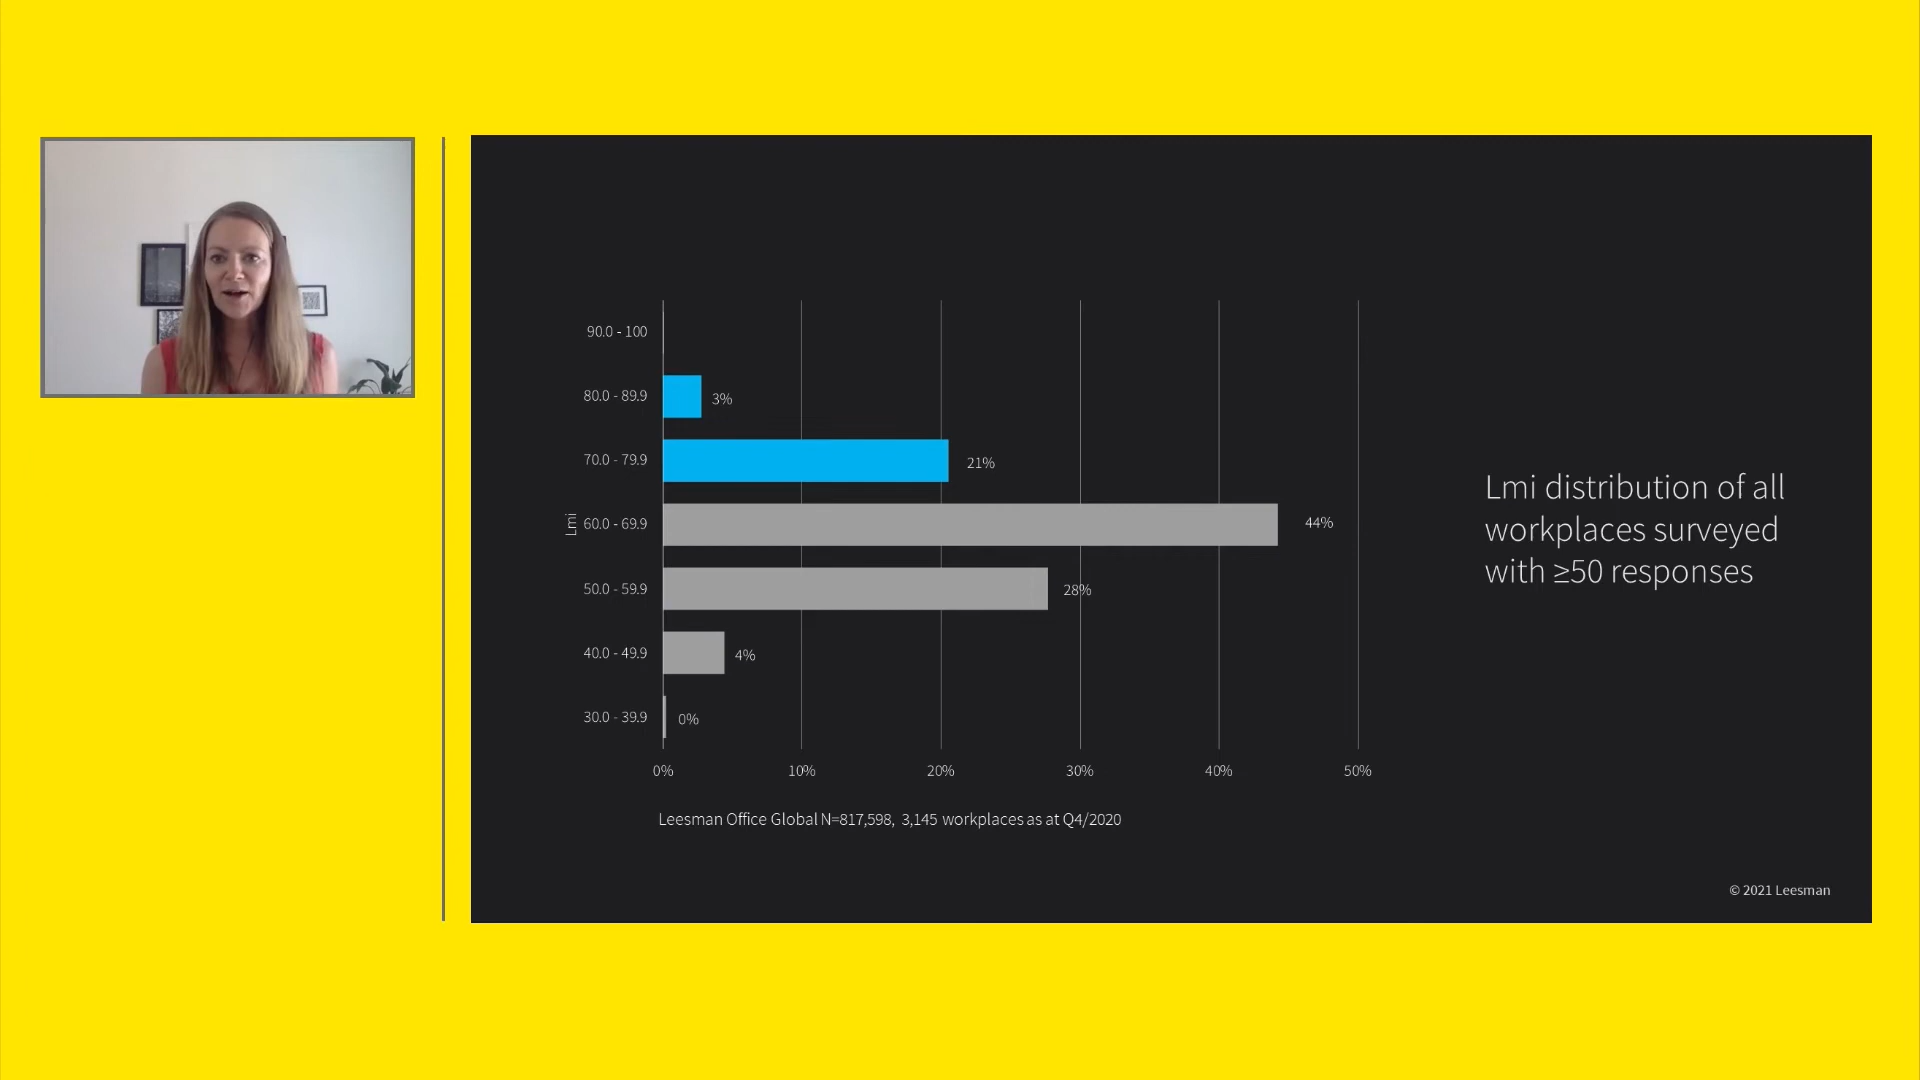 90.0 - 100
80.0 - 89.9
3%
70.0 - 79.9
21%
Lmi
60.0 - 69.9
44%
50.0 - 59.9
28%
40.0 - 49.9
4%
30.0 - 39.9
0%
0%
10%
20%
30%
40%
50%
Leesman Office Global N=817,598, 3,145 workplaces as at Q4/2020
Lmi distribution of all
workplaces surveyed
with ≥50 responses
© 2021 Leesman